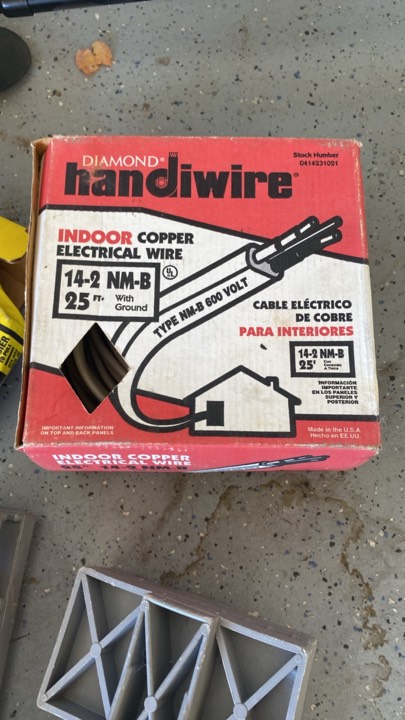 DIAMOND®
handiwire®
Stock Number
0414231021
INDOOR COPPER
ELECTRICAL WIRE
14-2 NM-B
25 FT. With
Ground
UL
TYPE NM-B 600 VOLT
CABLE ELÉCTRICO
DE COBRE
PARA INTERIORES
14-2 NM-B
25'
INFORMACIÓN
IMPORTANTE
EN LOS PANELES
SUPERIOR Y
POSTERIOR
IMPORTANT INFORMATION
ON TOP AND BACK PANELS
Made in the U.S.A
Hecho en EE.UU.
INDOOR COPPER
ELECTRICAL WIRE